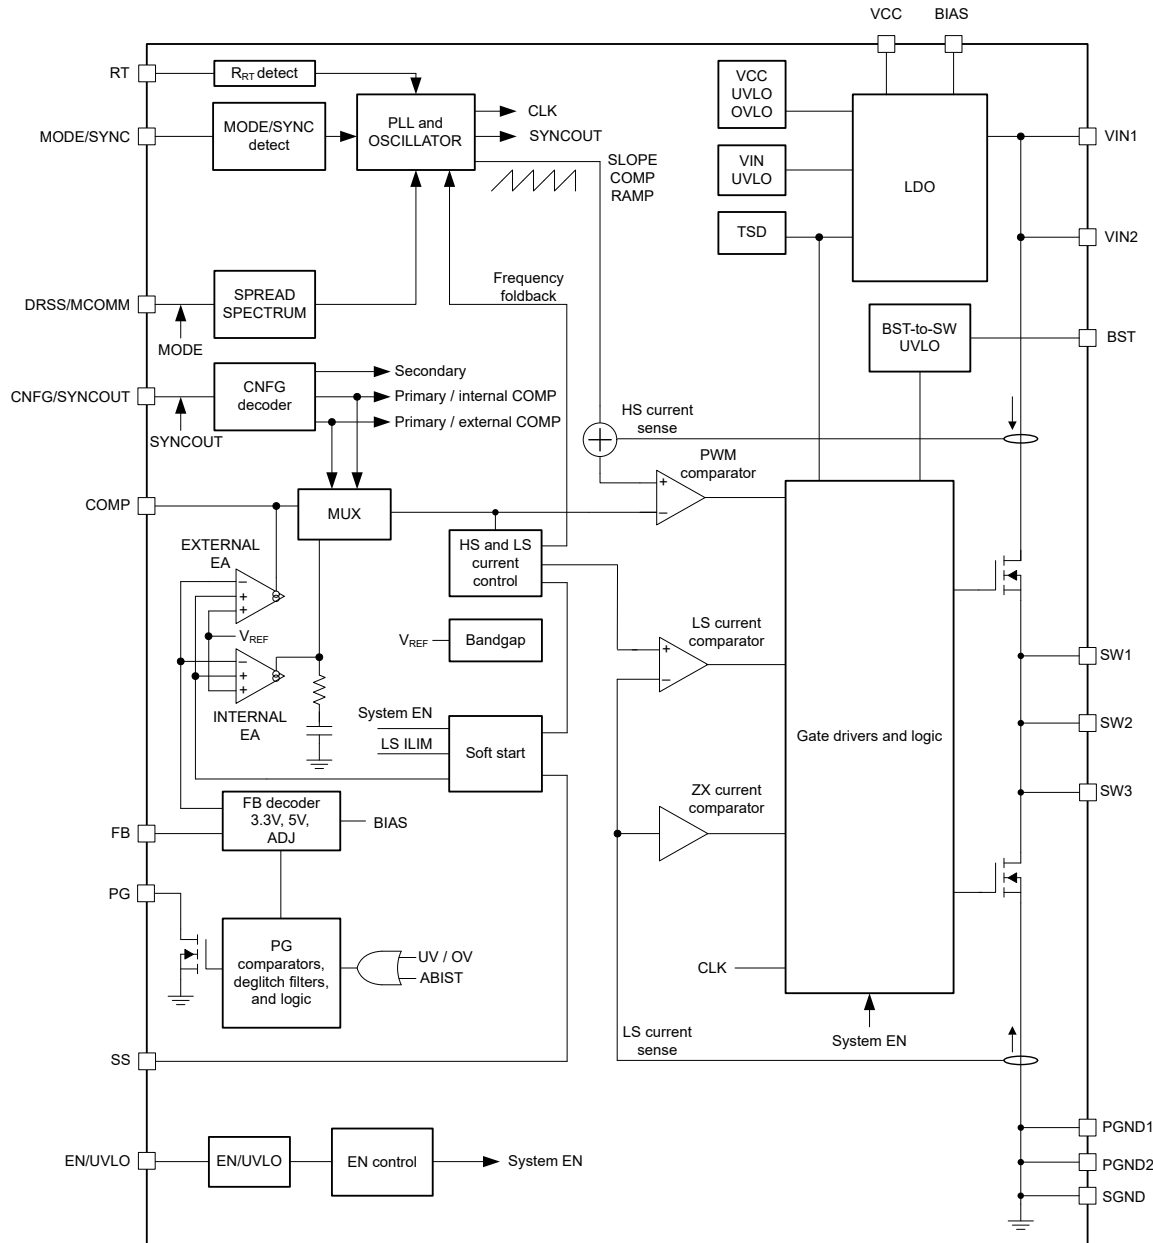 VCC
BIAS
RT
R_RT detect
MODE/SYNC
MODE/SYNC
detect
PLL and
OSCILLATOR
CLK
SYNCOUT
SLOPE
COMP
RAMP
VCC
UVLO
OVLO
VIN
UVLO
TSD
LDO
VIN1
VIN2
DRSS/MCOMM
MODE
SPREAD
SPECTRUM
Frequency
foldback
BST-to-SW
UVLO
BST
CNFG/SYNCOUT
SYNCOUT
CNFG
decoder
Secondary
Primary / internal COMP
Primary / external COMP
HS current
sense
PWM
comparator
+
−
COMP
MUX
EXTERNAL
EA
−
+
+
HS and LS
current
control
V_REF
V_REF
Bandgap
LS current
comparator
+
−
−
+
+
INTERNAL
EA
System EN
LS ILIM
Soft start
Gate drivers and logic
SW1
SW2
SW3
FB decoder
3.3V, 5V,
ADJ
BIAS
FB
ZX current
comparator
PG
PG
comparators,
deglitch filters,
and logic
UV / OV
ABIST
CLK
System EN
LS current
sense
SS
EN/UVLO
EN/UVLO
EN control
System EN
PGND1
PGND2
SGND